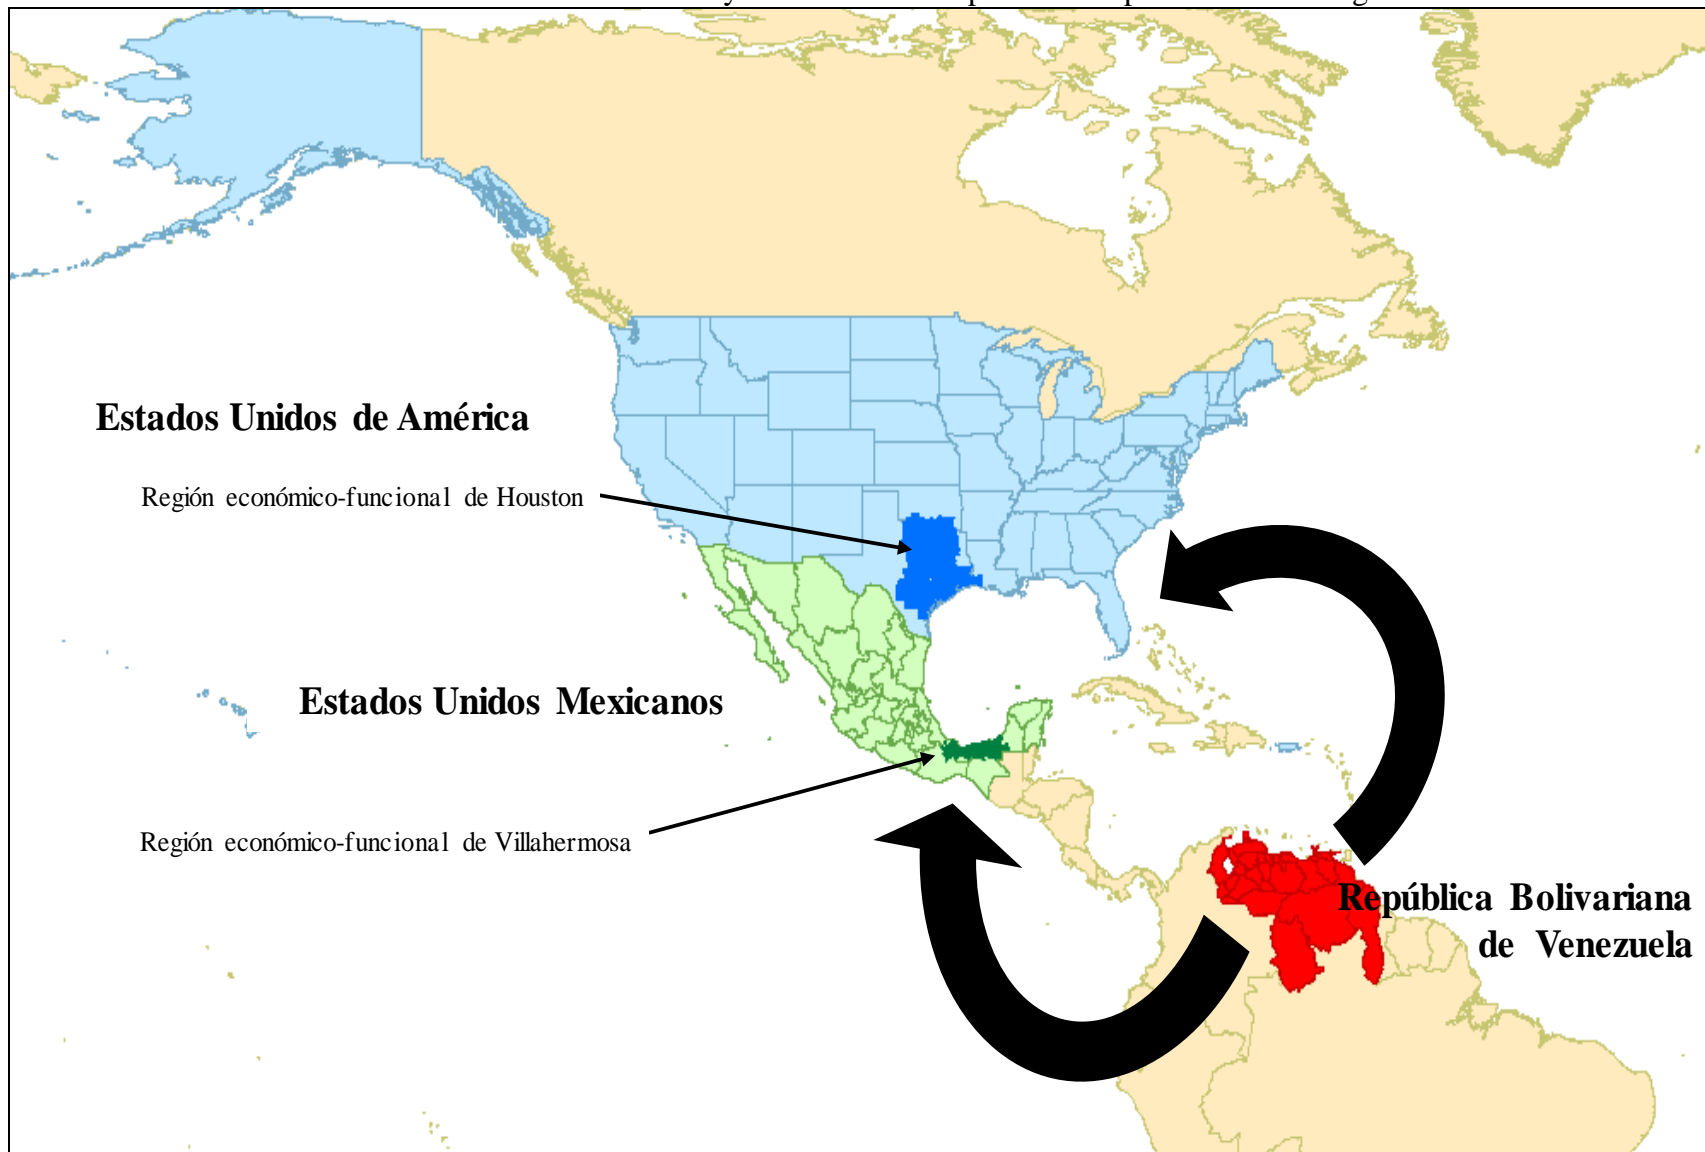 Estados Unidos de América
Región económico-funcional de Houston
Estados Unidos Mexicanos
Región económico-funcional de Villahermosa
República Bolivariana
de Venezuela